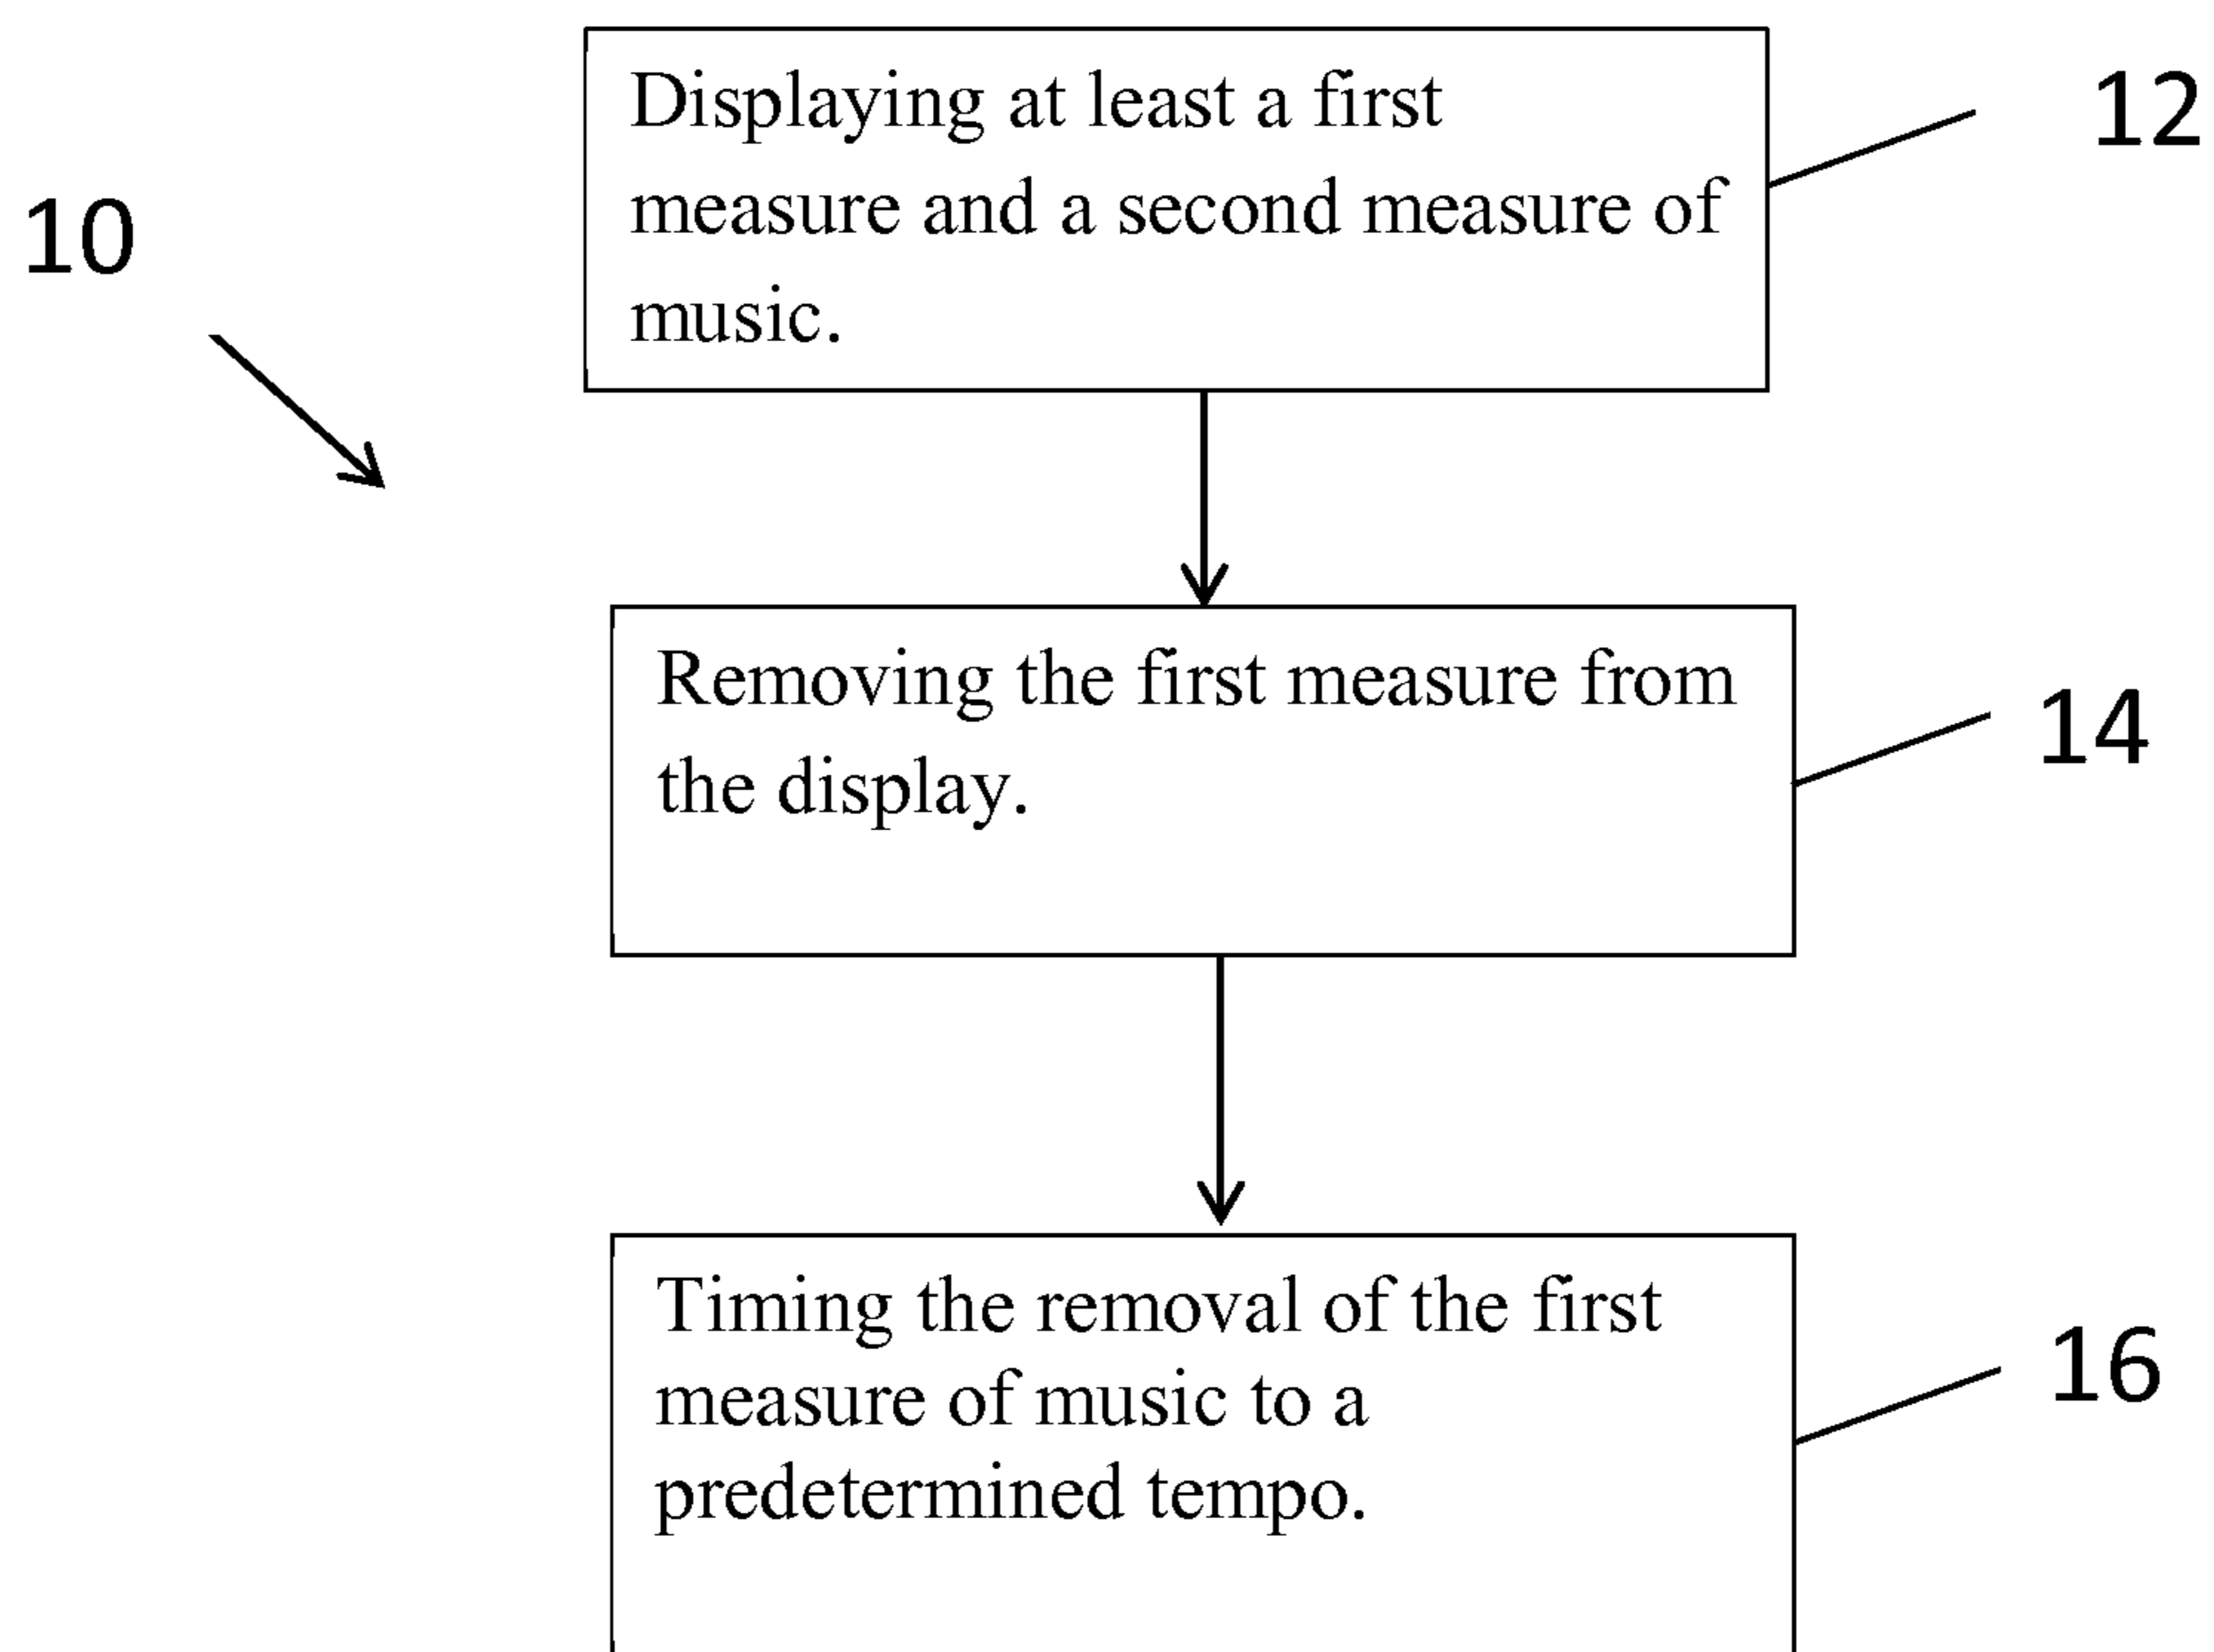 Displaying at least a first
measure and a second measure of
music.
12
10
Removing the first measure from
the display.
14
Timing the removal of the first
measure of music to a
predetermined tempo.
16